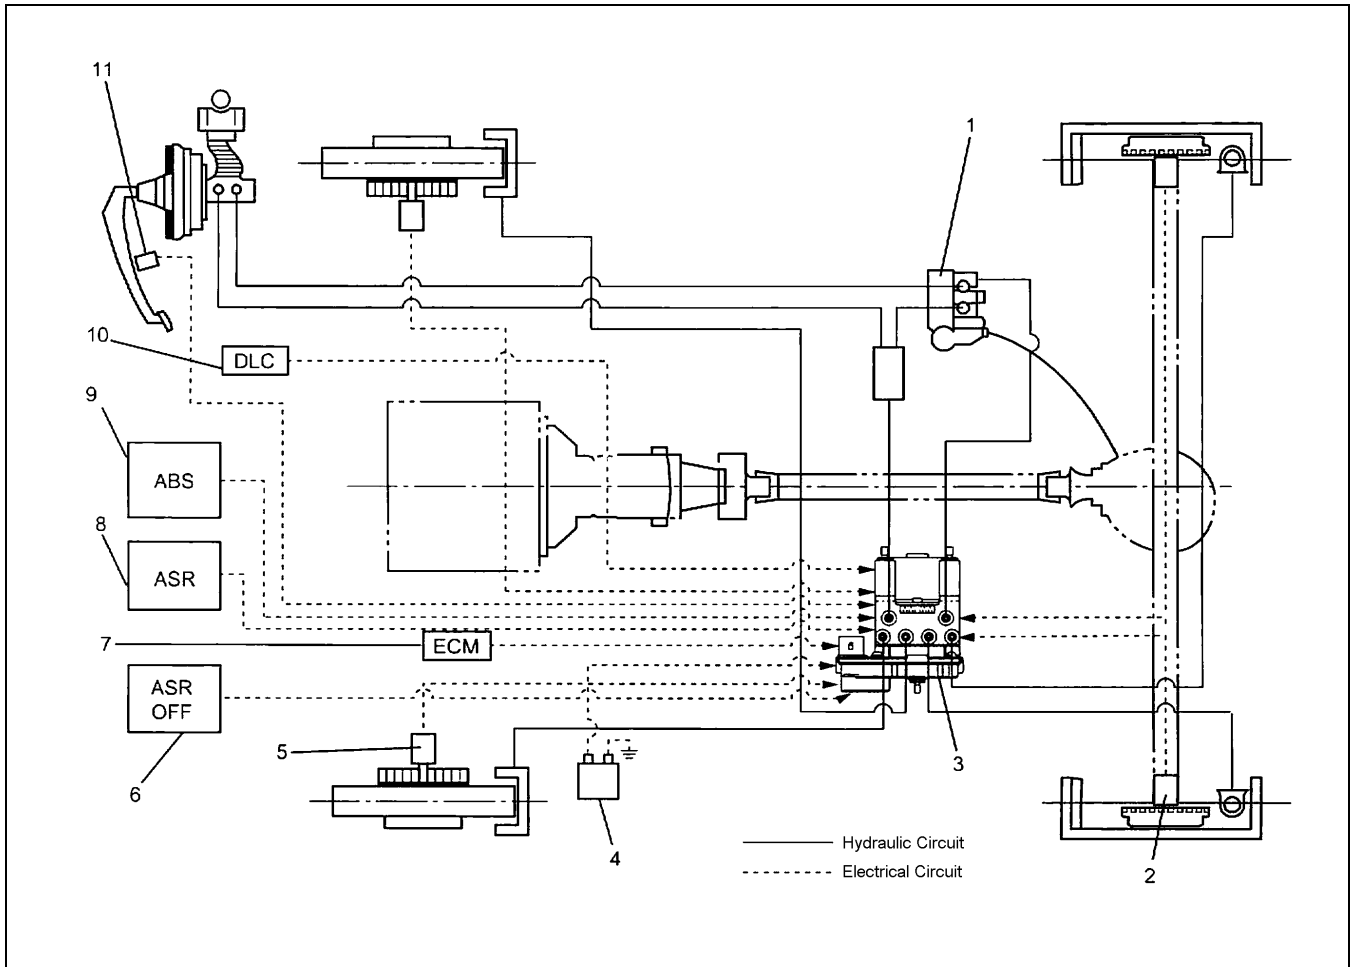 11
1
10
DLC
9
ABS
8
ASR
7
ECM
ASR
OFF
5
3
6
4
2
Hydraulic Circuit
Electrical Circuit